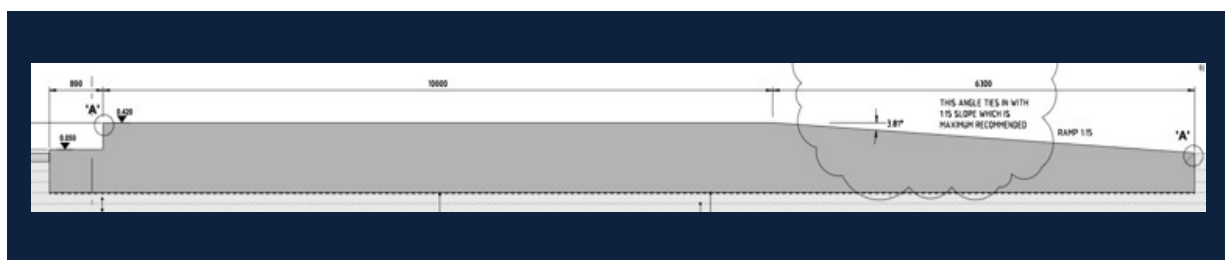 800
10000
6300
'A'
0.420
0.050
3.81°
THIS ANGLE TIES IN WITH
1:15 SLOPE WHICH IS
MAXIMUM RECOMMENDED
RAMP 1:15
'A'